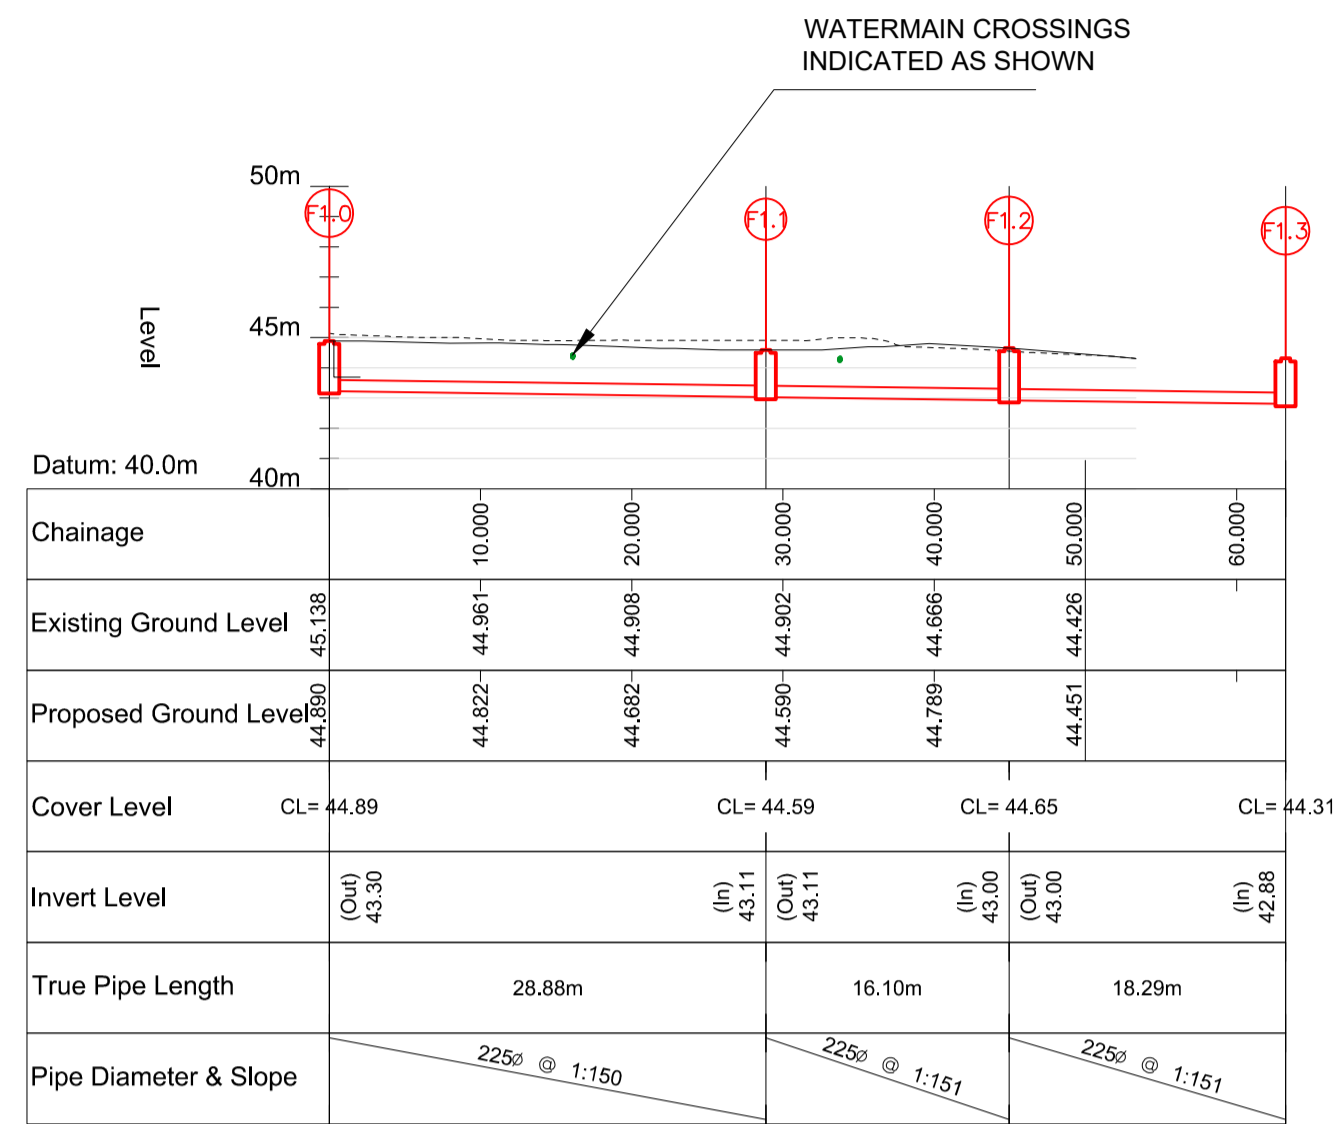 WATERMAIN CROSSINGS
INDICATED AS SHOWN
50m
F1.0
F1.1
F1.2
F1.3
Level
45m
Datum: 40.0m
40m
Chainage
10.000
20.000
30.000
40.000
50.000
60.000
Existing Ground Level
45.138
44.961
44.908
44.902
44.666
44.426
Proposed Ground Level
44.890
44.822
44.682
44.590
44.789
44.451
Cover Level
CL= 44.89
CL= 44.59
CL= 44.65
CL= 44.31
Invert Level
(Out)
43.30
(In)
43.11
(Out)
43.11
(In)
43.00
(Out)
43.00
(In)
42.88
True Pipe Length
28.88m
16.10m
18.29m
Pipe Diameter & Slope
225ø @ 1:150
225ø @ 1:151
225ø @ 1:151